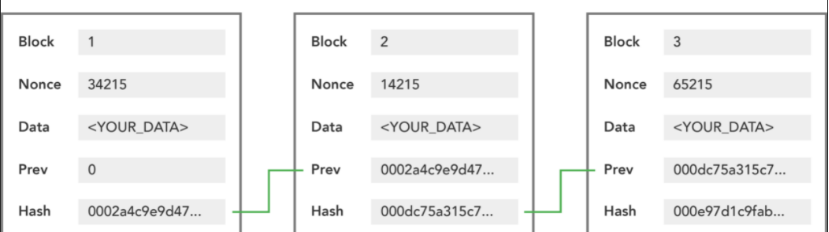 Block 1
Nonce 34215
Data <YOUR_DATA>
Prev 0
Hash 0002a4c9e9d47...
Block 2
Nonce 14215
Data <YOUR_DATA>
Prev 0002a4c9e9d47...
Hash 000dc75a315c7...
Block 3
Nonce 65215
Data <YOUR_DATA>
Prev 000dc75a315c7...
Hash 000e97d1c9fab...